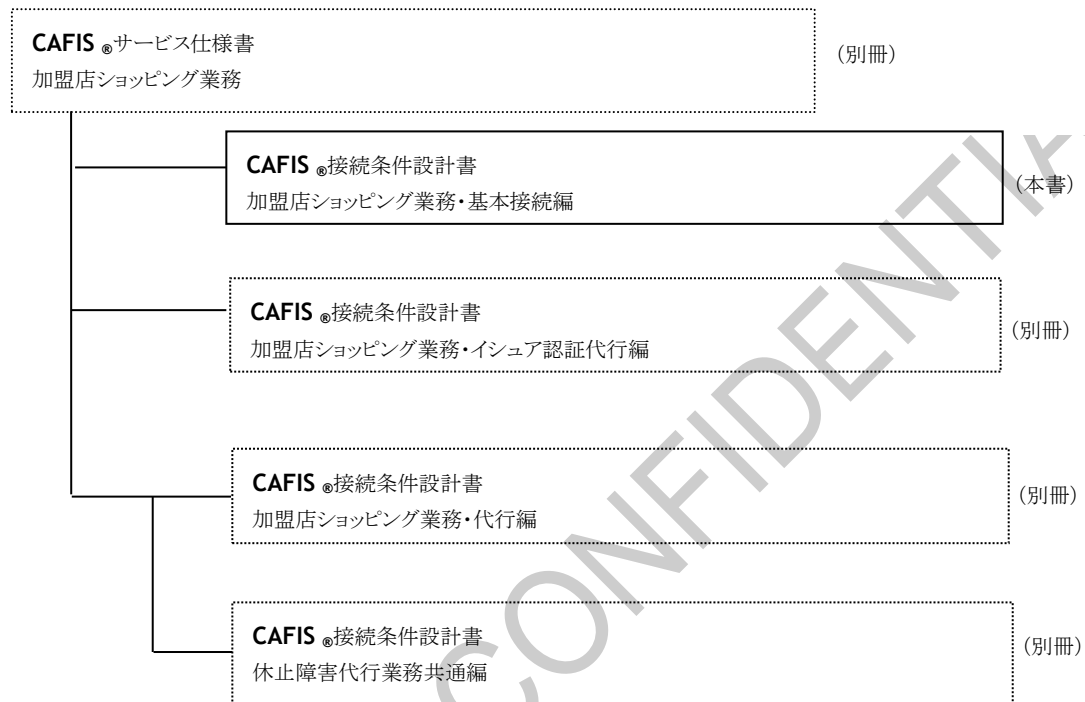 CAFIS ®サービス仕様書
加盟店ショッピング業務
(別冊)
CAFIS ®接続条件設計書
加盟店ショッピング業務・基本接続編
(本書)
CAFIS ®接続条件設計書
加盟店ショッピング業務・イシュア認証代行編
(別冊)
CAFIS ®接続条件設計書
加盟店ショッピング業務・代行編
(別冊)
CAFIS ®接続条件設計書
休止障害代行業務共通編
(別冊)
CONFIDENTIA